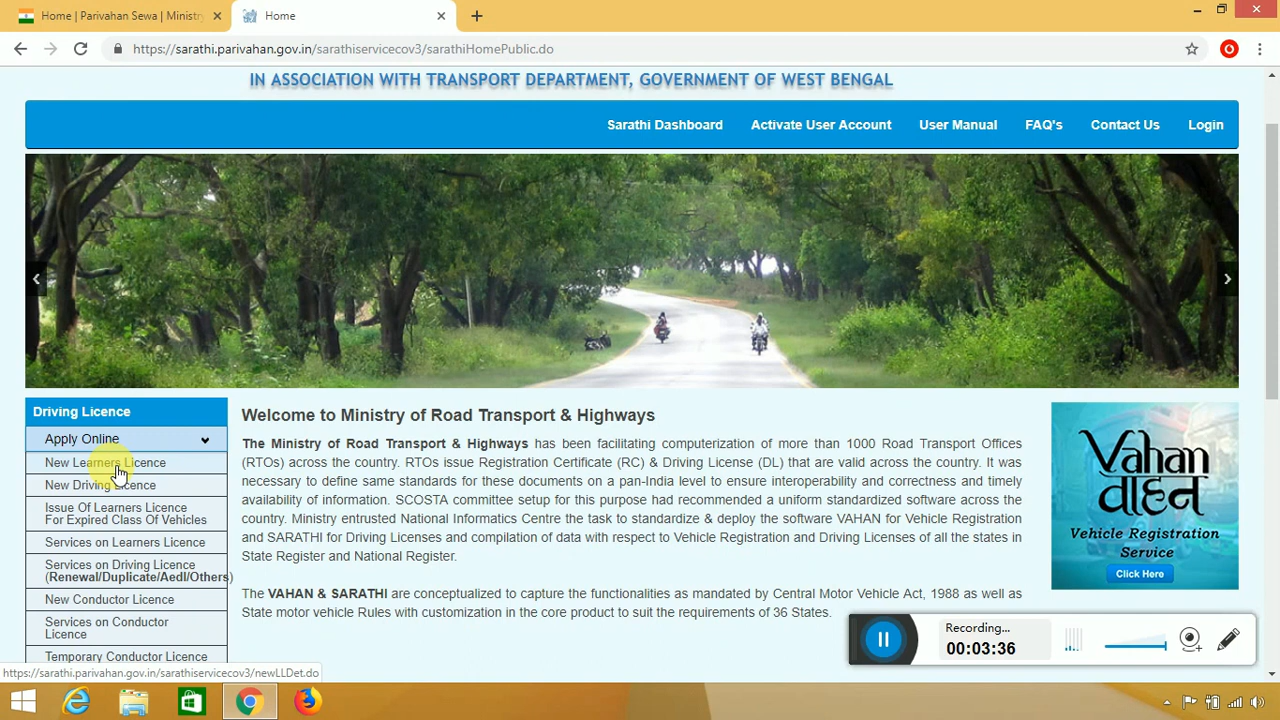 Home | Parivahan Sewa | Ministry
Home
https://sarathi.parivahan.gov.in/sarathiservicecov3/sarathiHomePublic.do
IN ASSOCIATION WITH TRANSPORT DEPARTMENT, GOVERNMENT OF WEST BENGAL
Sarathi Dashboard Activate User Account User Manual FAQ's Contact Us Login
Driving Licence
Apply Online
New Learners Licence
New Driving Licence
Issue Of Learners Licence
For Expired Class Of Vehicles
Services on Learners Licence
Services on Driving Licence
(Renewal/Duplicate/Aedl/Others)
New Conductor Licence
Services on Conductor
Licence
Temporary Conductor Licence
Welcome to Ministry of Road Transport & Highways
The Ministry of Road Transport & Highways has been facilitating computerization of more than 1000 Road Transport Offices
(RTOs) across the country. RTOs issue Registration Certificate (RC) & Driving License (DL) that are valid across the country. It was
necessary to define same standards for these documents on a pan-India level to ensure interoperability and correctness and timely
availability of information. SCOSTA committee setup for this purpose had recommended a uniform standardized software across the
country. Ministry entrusted National Informatics Centre the task to standardize & deploy the software VAHAN for Vehicle Registration
and SARATHI for Driving Licences and compilation of data with respect to Vehicle Registration and Driving Licenses of all the states in
State Register and National Register.
The VAHAN & SARATHI are conceptualized to capture the functionalities as mandated by Central Motor Vehicle Act, 1988 as well as
State motor vehicle Rules with customization in the core product to suit the requirements of 36 States.
Vahan
वाहन
Vehicle Registration
Service
Click Here
Recording...
00:03:36
https://sarathi.parivahan.gov.in/sarathiservicecov3/newLLDet.do